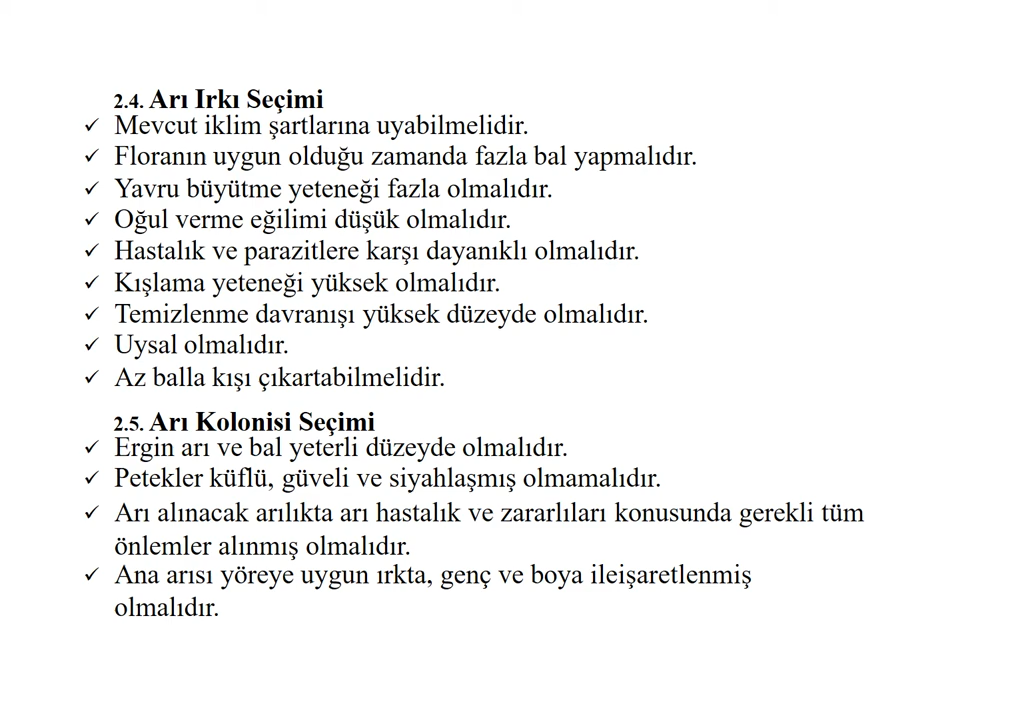 2.4. Arı Irkı Seçimi
✓ Mevcut iklim şartlarına uyabilmelidir.
✓ Floranın uygun olduğu zamanda fazla bal yapmalıdır.
✓ Yavru büyütme yeteneği fazla olmalıdır.
✓ Oğul verme eğilimi düşük olmalıdır.
✓ Hastalık ve parazitlere karşı dayanıklı olmalıdır.
✓ Kışlama yeteneği yüksek olmalıdır.
✓ Temizlenme davranışı yüksek düzeyde olmalıdır.
✓ Uysal olmalıdır.
✓ Az balla kışı çıkartabilmelidir.
2.5. Arı Kolonisi Seçimi
✓ Ergin arı ve bal yeterli düzeyde olmalıdır.
✓ Petekler küflü, güveli ve siyahlaşmış olmamalıdır.
✓ Arı alınacak arılıkta arı hastalık ve zararlıları konusunda gerekli tüm
önlemler alınmış olmalıdır.
✓ Ana arısı yöreye uygun ırkta, genç ve boya ileişaretlenmiş
olmalıdır.